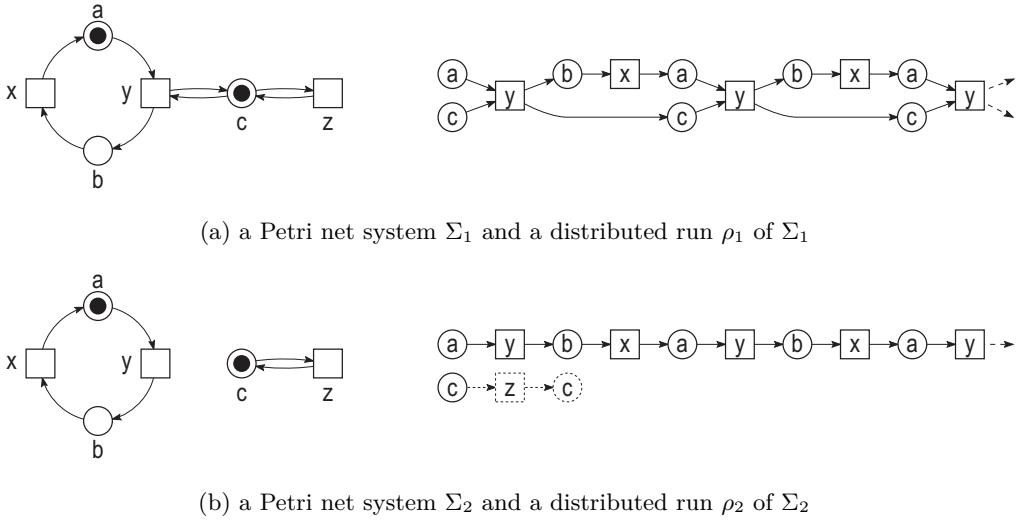 a
x
y
c
z
b
a y b x a y b x a y
c c c
(a) a Petri net system Σ₁ and a distributed run ρ₁ of Σ₁
a
x
y
c
z
b
a y b x a y b x a y
c z c
(b) a Petri net system Σ₂ and a distributed run ρ₂ of Σ₂